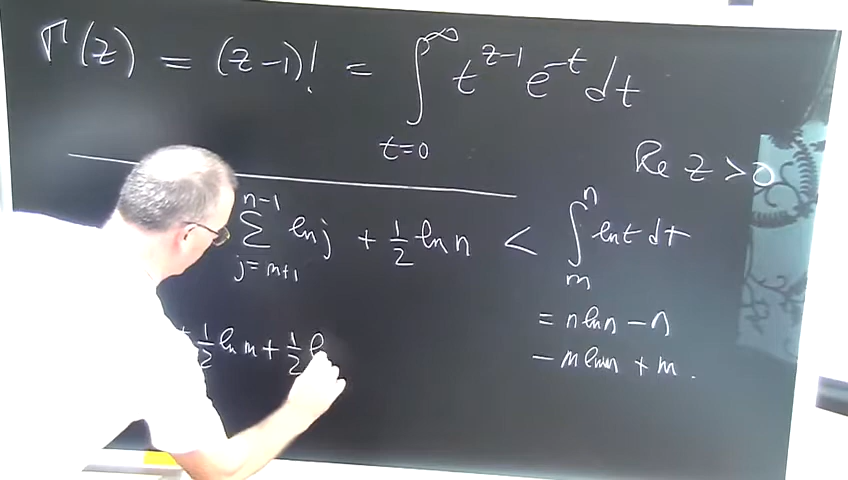 Γ(z) = (z-1)! = ∫_{t=0}^{∞} t^{z-1} e^{-t} dt
Re z > 0
∑_{j=m+1}^{n-1} ln j + 1/2 ln n < ∫_{m}^{n} ln t dt
= n ln n - n
- m ln m + m .
+ 1/2 ln m + 1/2 l